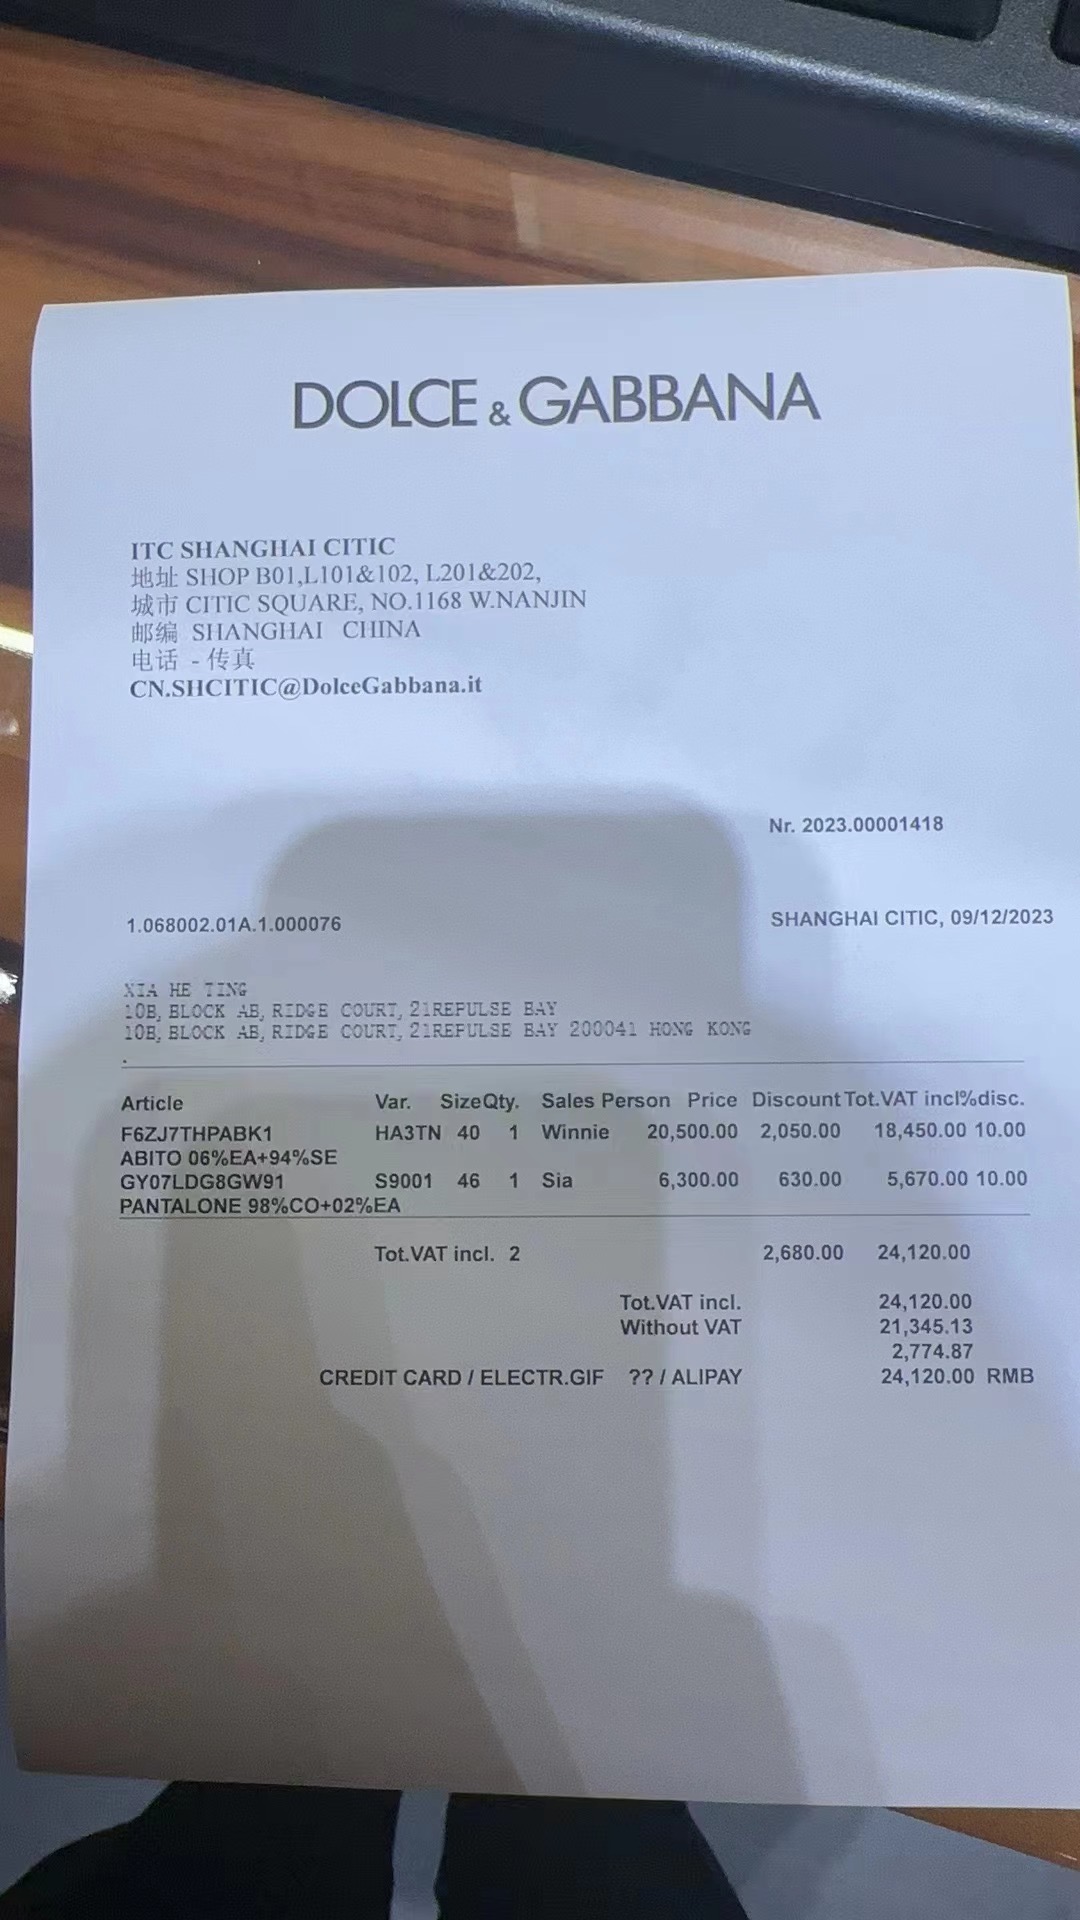 DOLCE & GABBANA
ITC SHANGHAI CITIC
地址 SHOP B01,L101&102, L201&202,
城市 CITIC SQUARE, NO.1168 W.NANJIN
邮编 SHANGHAI CHINA
电话 - 传真
CN.SHCITIC@DolceGabbana.it
Nr. 2023.00001418
1.068002.01A.1.000076 SHANGHAI CITIC, 09/12/2023
XIA HE TING
10B, BLOCK AB, RIDGE COURT, 21REPULSE BAY
10B, BLOCK AB, RIDGE COURT, 21REPULSE BAY 200041 HONG KONG
.
Article Var. Size Qty. Sales Person Price Discount Tot.VAT incl%disc.
F6ZJ7THPABK1 HA3TN 40 1 Winnie 20,500.00 2,050.00 18,450.00 10.00
ABITO 06%EA+94%SE
GY07LDG8GW91 S9001 46 1 Sia 6,300.00 630.00 5,670.00 10.00
PANTALONE 98%CO+02%EA
Tot.VAT incl. 2 2,680.00 24,120.00
Tot.VAT incl. 24,120.00
Without VAT 21,345.13
2,774.87
CREDIT CARD / ELECTR.GIF ?? / ALIPAY 24,120.00 RMB